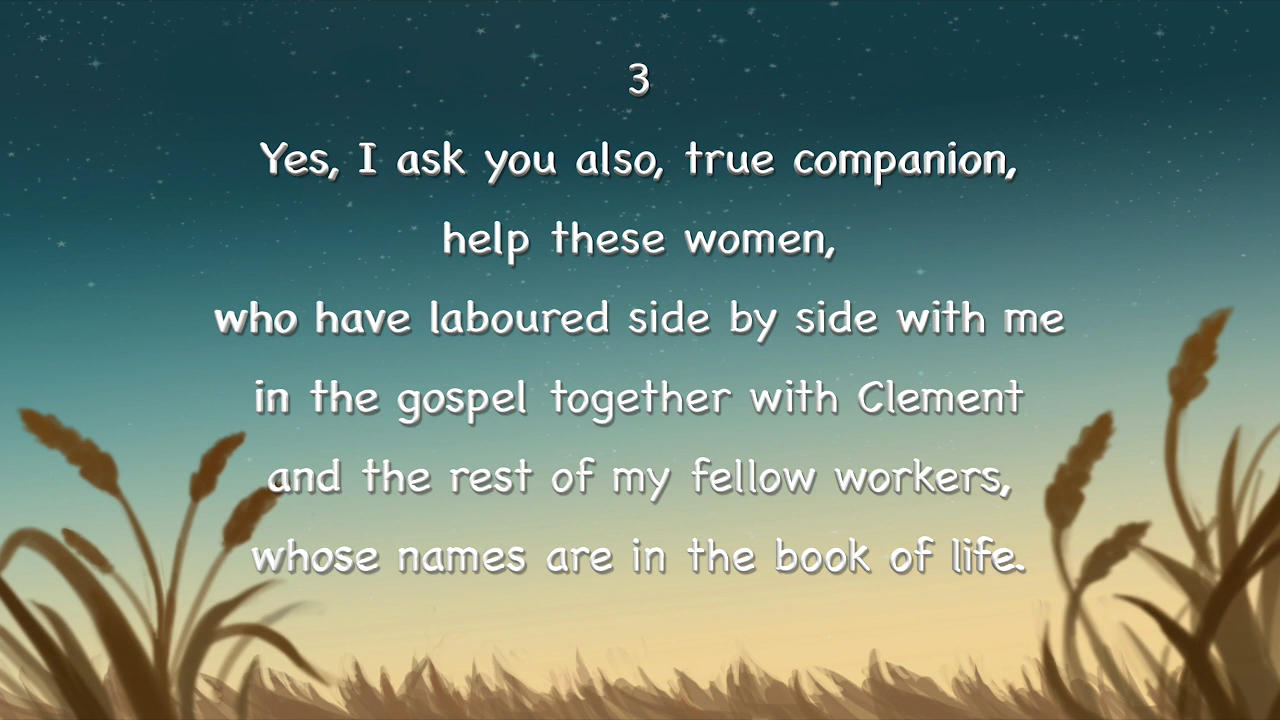 3
Yes, I ask you also, true companion,
help these women,
who have laboured side by side with me
in the gospel together with Clement
and the rest of my fellow workers,
whose names are in the book of life.